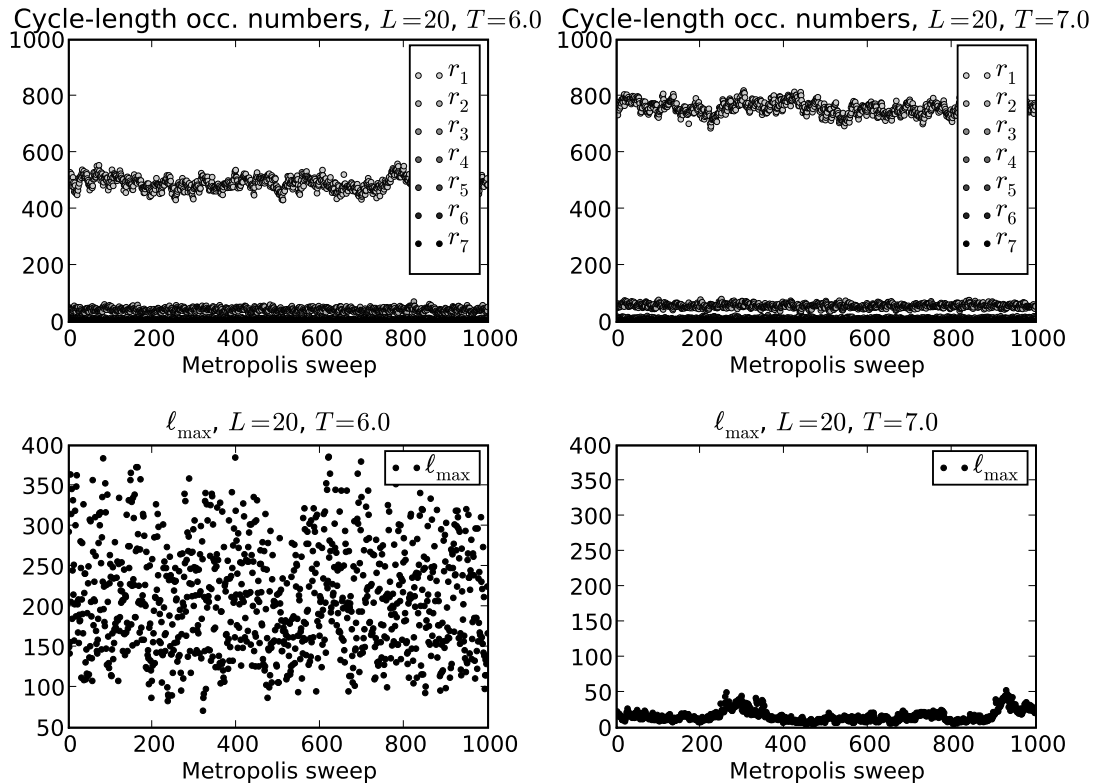 Cycle-length occ. numbers, L=20, T=6.0
1000
800
600
400
200
0
r₁
r₂
r₃
r₄
r₅
r₆
r₇
0 200 400 600 800 1000
Metropolis sweep
Cycle-length occ. numbers, L=20, T=7.0
1000
800
600
400
200
0
r₁
r₂
r₃
r₄
r₅
r₆
r₇
0 200 400 600 800 1000
Metropolis sweep
ℓmax, L=20, T=6.0
400
350
300
250
200
150
100
50
ℓmax
0 200 400 600 800 1000
Metropolis sweep
ℓmax, L=20, T=7.0
400
350
300
250
200
150
100
50
0
ℓmax
0 200 400 600 800 1000
Metropolis sweep